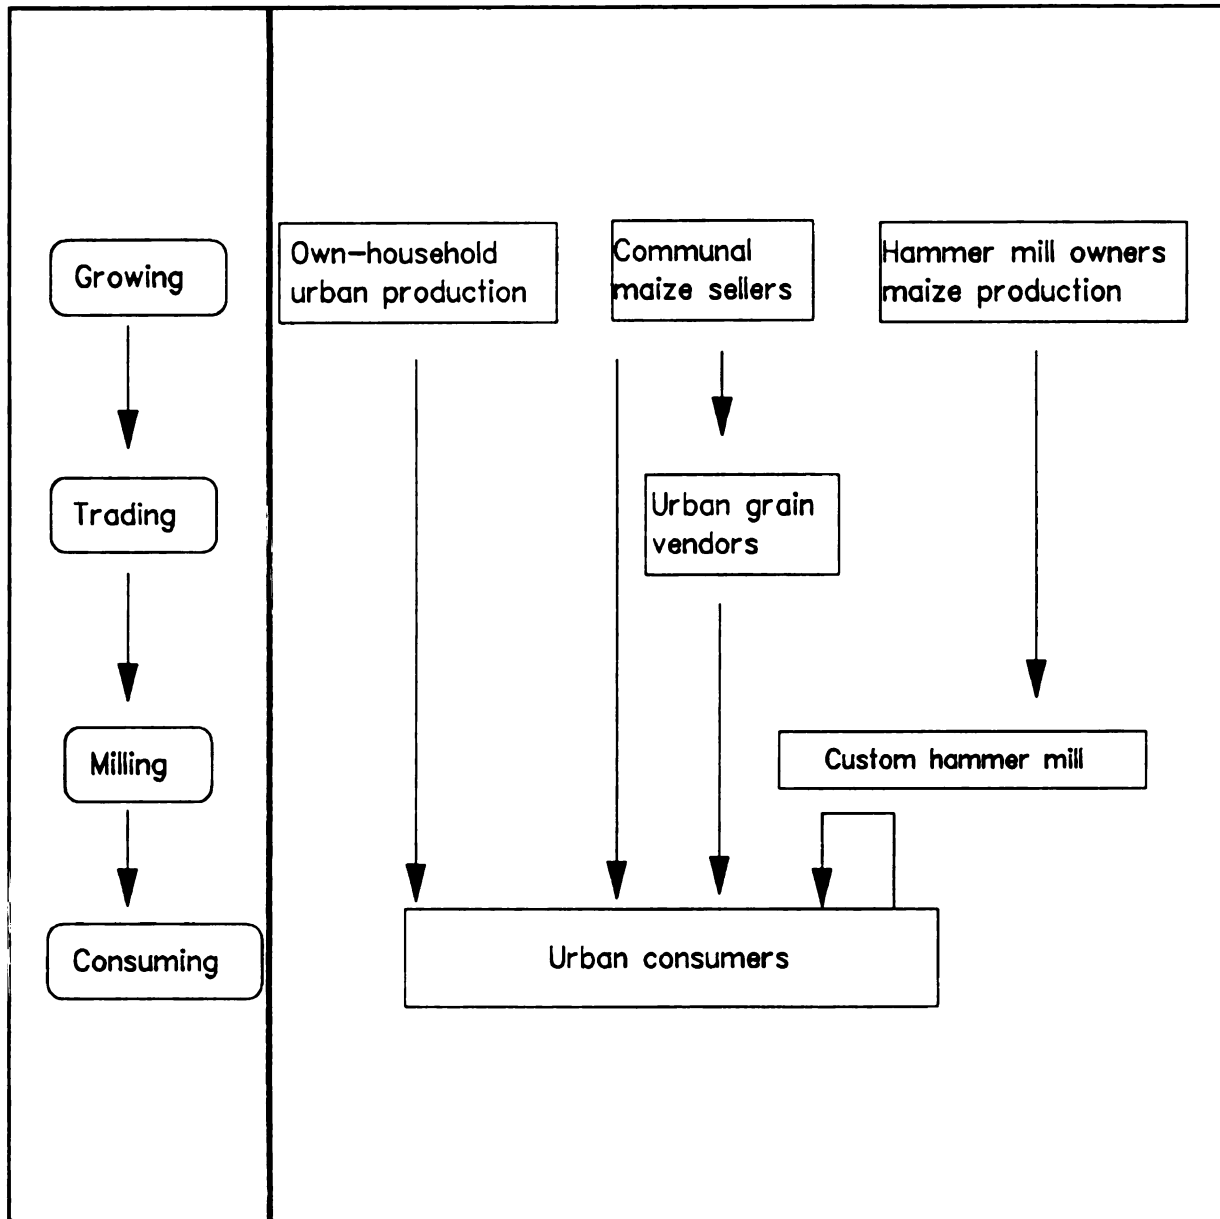 Growing
Own-household
urban production
Communal
maize sellers
Hammer mill owners
maize production
Trading
Urban grain
vendors
Milling
Custom hammer mill
Consuming
Urban consumers